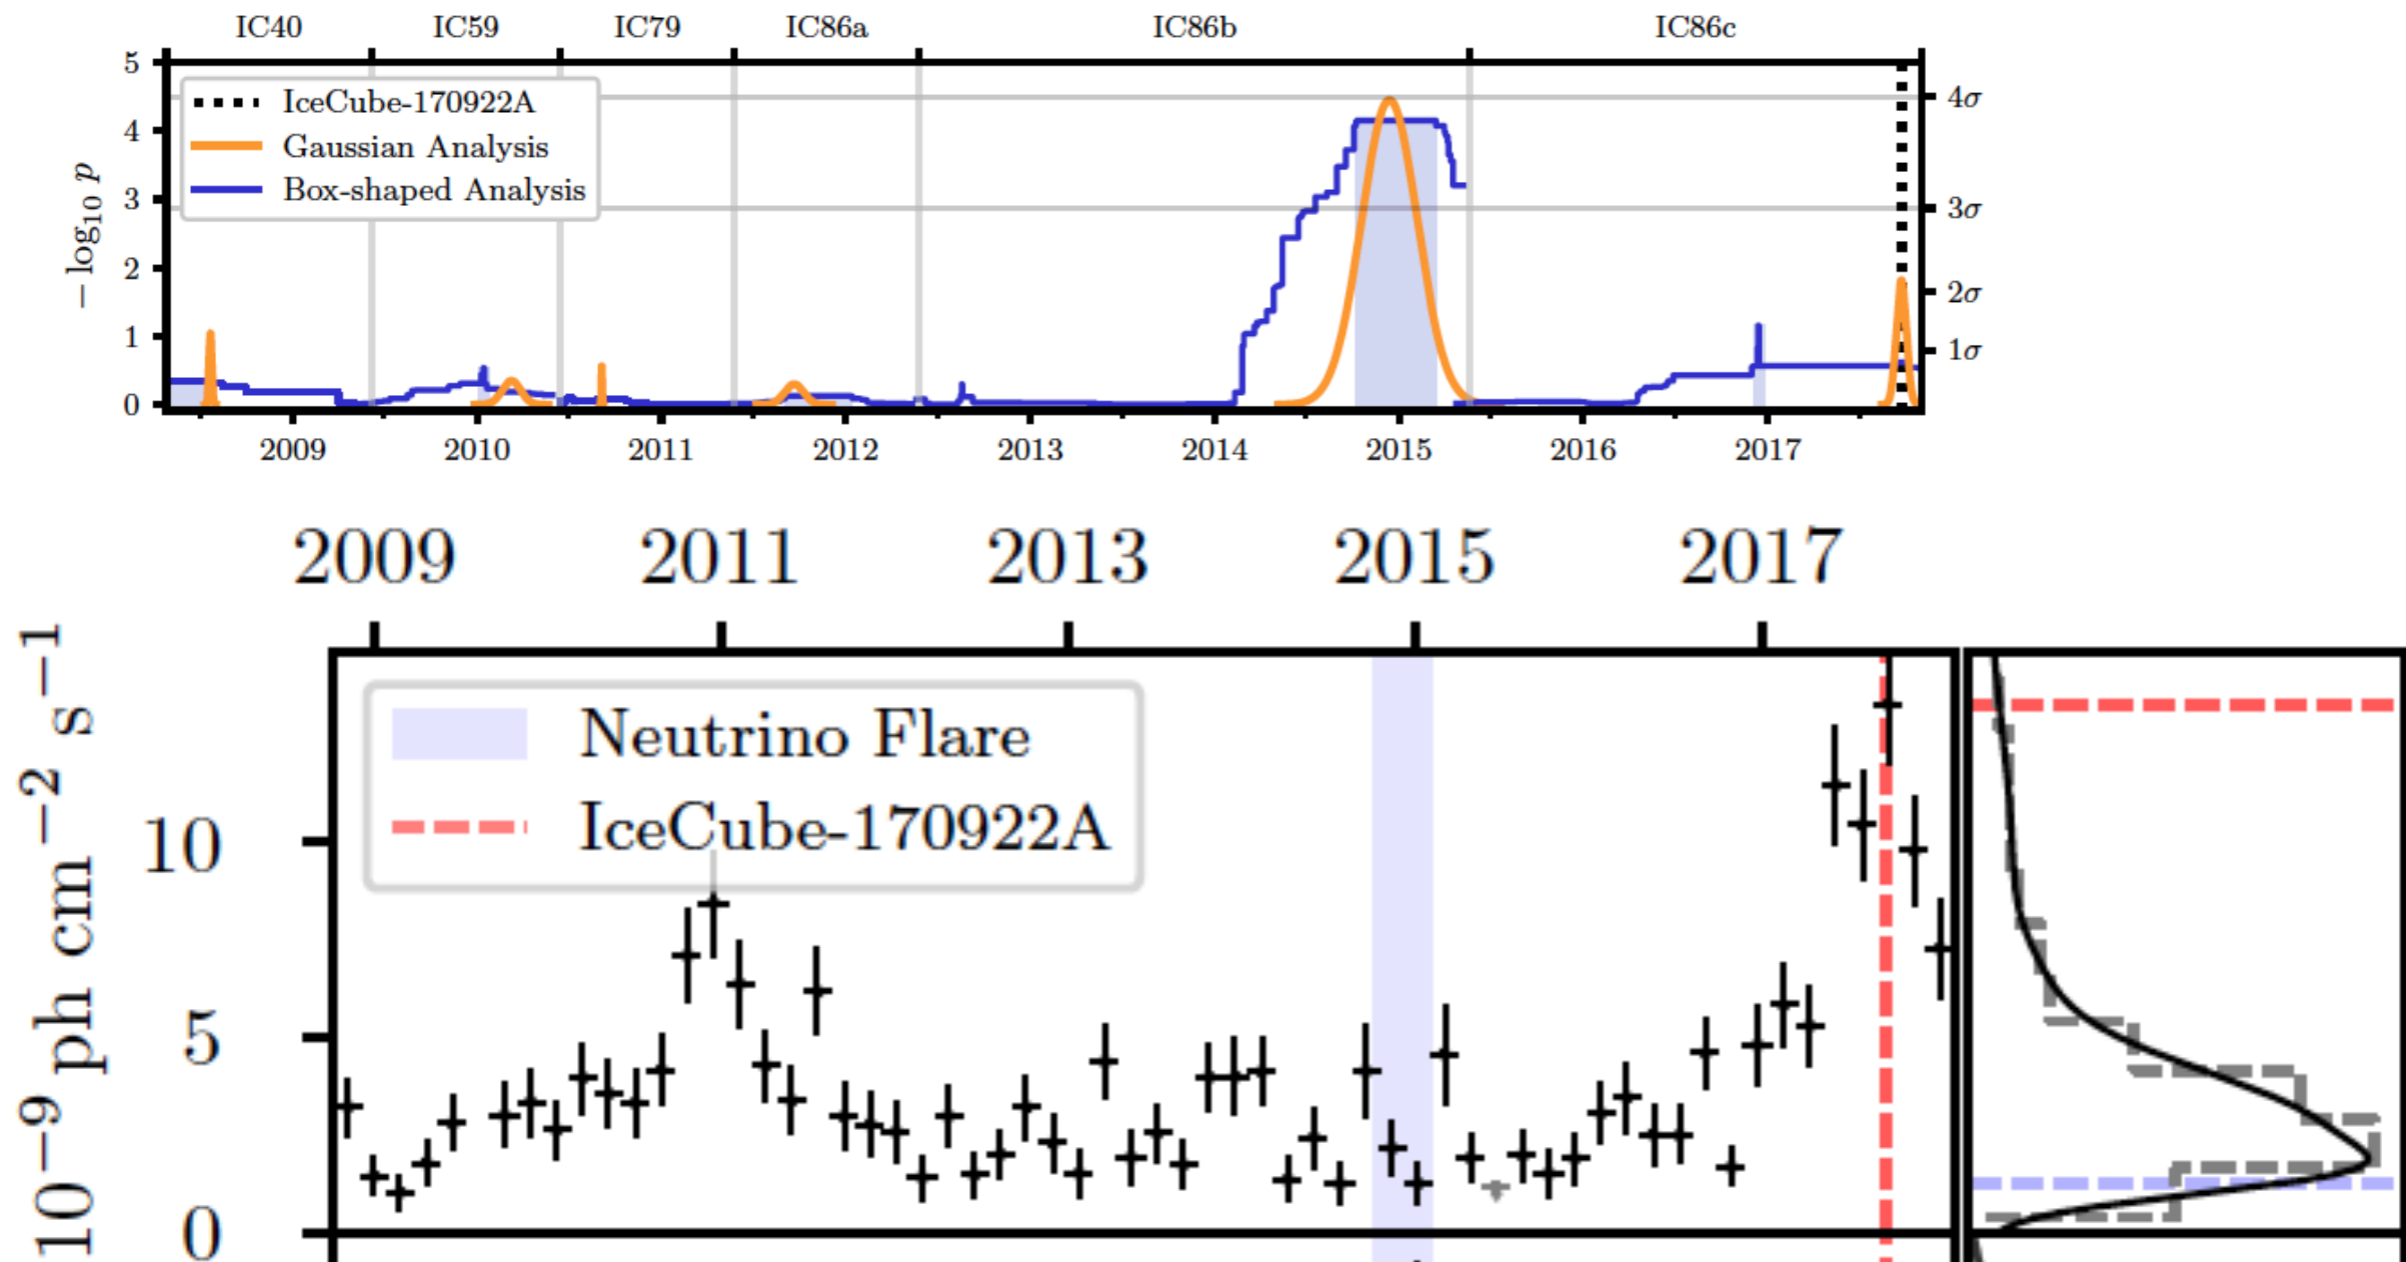 IC40 IC59 IC79 IC86a IC86b IC86c
5
IceCube-170922A
4σ
4
Gaussian Analysis
Box-shaped Analysis
3
3σ
−log₁₀ p
2
2σ
1
1σ
0
2009 2010 2011 2012 2013 2014 2015 2016 2017
2009 2011 2013 2015 2017
Neutrino Flare
IceCube-170922A
10
5
0
10⁻⁹ ph cm⁻² s⁻¹